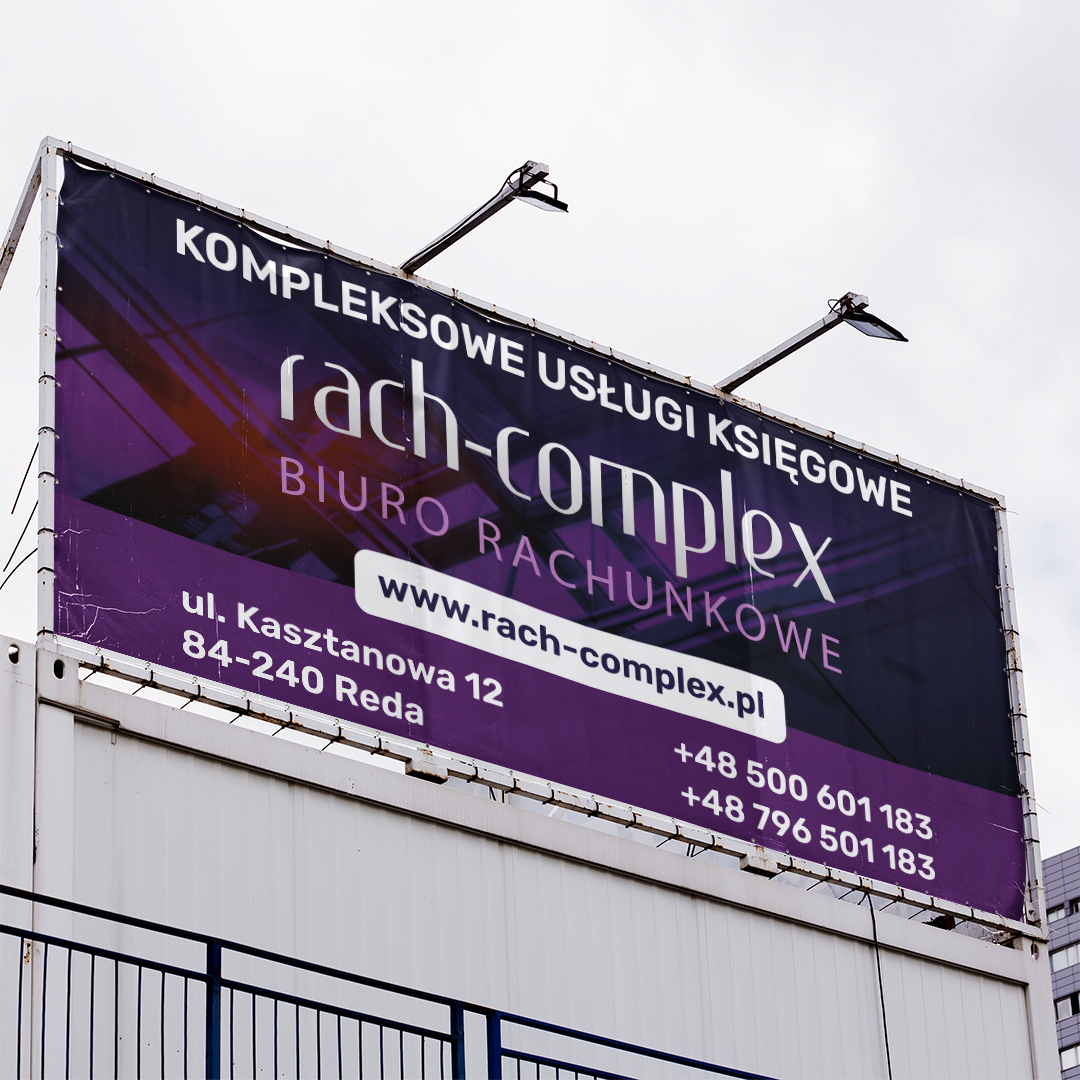 KOMPLEKSOWE USŁUGI KSIĘGOWE
rach-complex
BIURO RACHUNKOWE
www.rach-complex.pl
ul. Kasztanowa 12
84-240 Reda
+48 500 601 183
+48 796 501 183